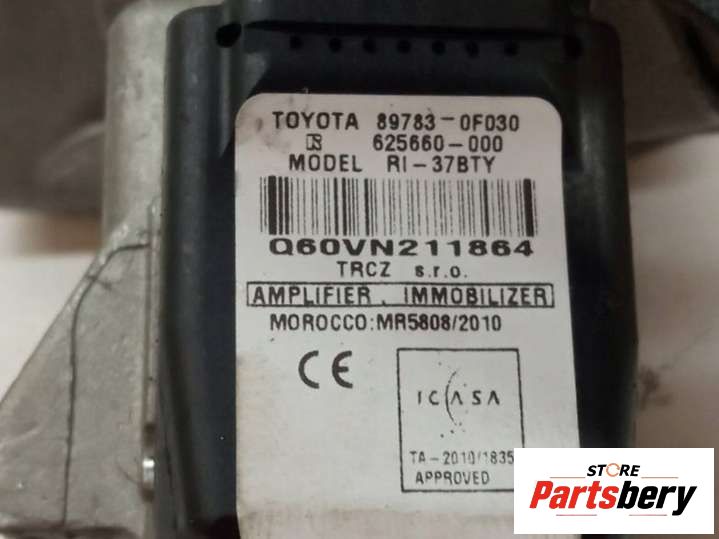 TOYOTA 89783-0F030
R 625660-000
MODEL RI-37BTY
Q60VN211864
TRCZ s.r.o.
AMPLIFIER, IMMOBILIZER
MOROCCO:MR5808/2010
CE
ICASA
TA-2010/1835
APPROVED
STORE
Partsbery